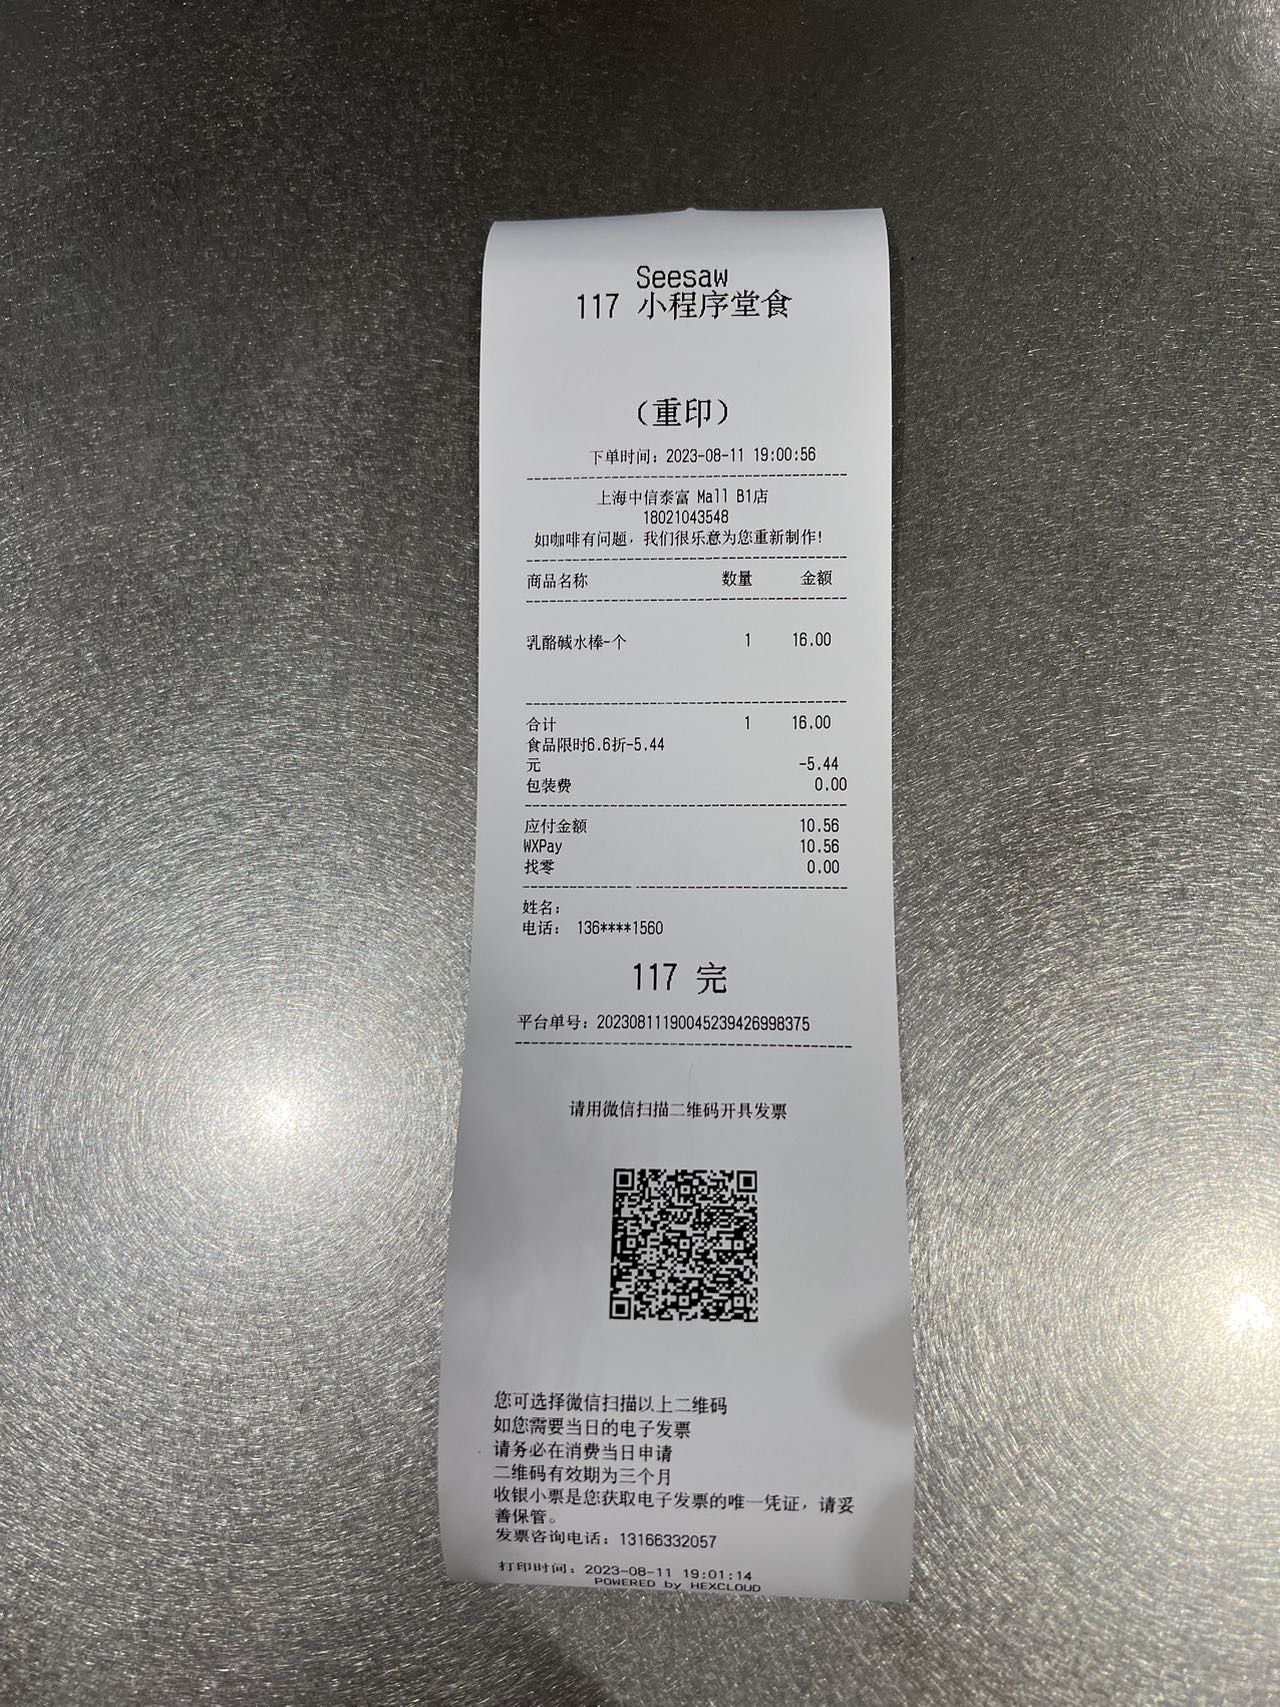 Seesaw
117 小程序堂食
（重印）
下单时间：2023-08-11 19:00:56
上海中信泰富 Mall B1店
18021043548
如咖啡有问题，我们很乐意为您重新制作！
商品名称 数量 金额
乳酪碱水棒-个 1 16.00
合计 1 16.00
食品限时6.6折-5.44
元 -5.44
包装费 0.00
应付金额 10.56
WXPay 10.56
找零 0.00
姓名：
电话： 136****1560
117 完
平台单号：20230811190045239426998375
请用微信扫描二维码开具发票
您可选择微信扫描以上二维码
如您需要当日的电子发票
请务必在消费当日申请
二维码有效期为三个月
收银小票是您获取电子发票的唯一凭证，请妥
善保管。
发票咨询电话：13166332057
打印时间：2023-08-11 19:01:14
POWERED by HEXCLOUD